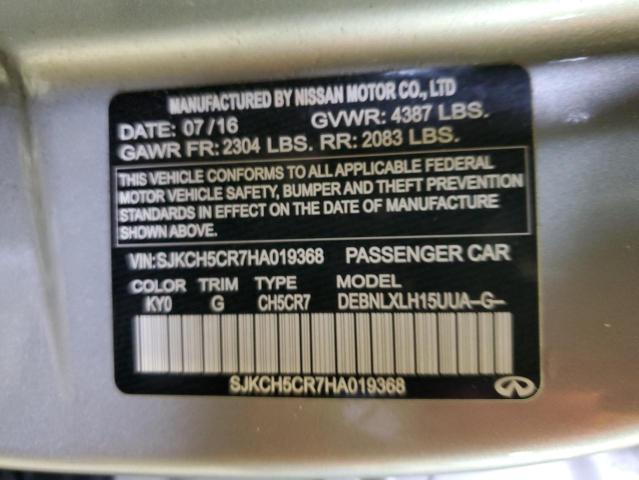 MANUFACTURED BY NISSAN MOTOR CO., LTD
DATE: 07/16 GVWR: 4387 LBS.
GAWR FR: 2304 LBS. RR: 2083 LBS.
THIS VEHICLE CONFORMS TO ALL APPLICABLE FEDERAL
MOTOR VEHICLE SAFETY, BUMPER AND THEFT PREVENTION
STANDARDS IN EFFECT ON THE DATE OF MANUFACTURE
SHOWN ABOVE.
VIN:SJKCH5CR7HA019368 PASSENGER CAR
COLOR TRIM TYPE MODEL
KY0 G CH5CR7 DEBNLXLH15UUA-G-
SJKCH5CR7HA019368